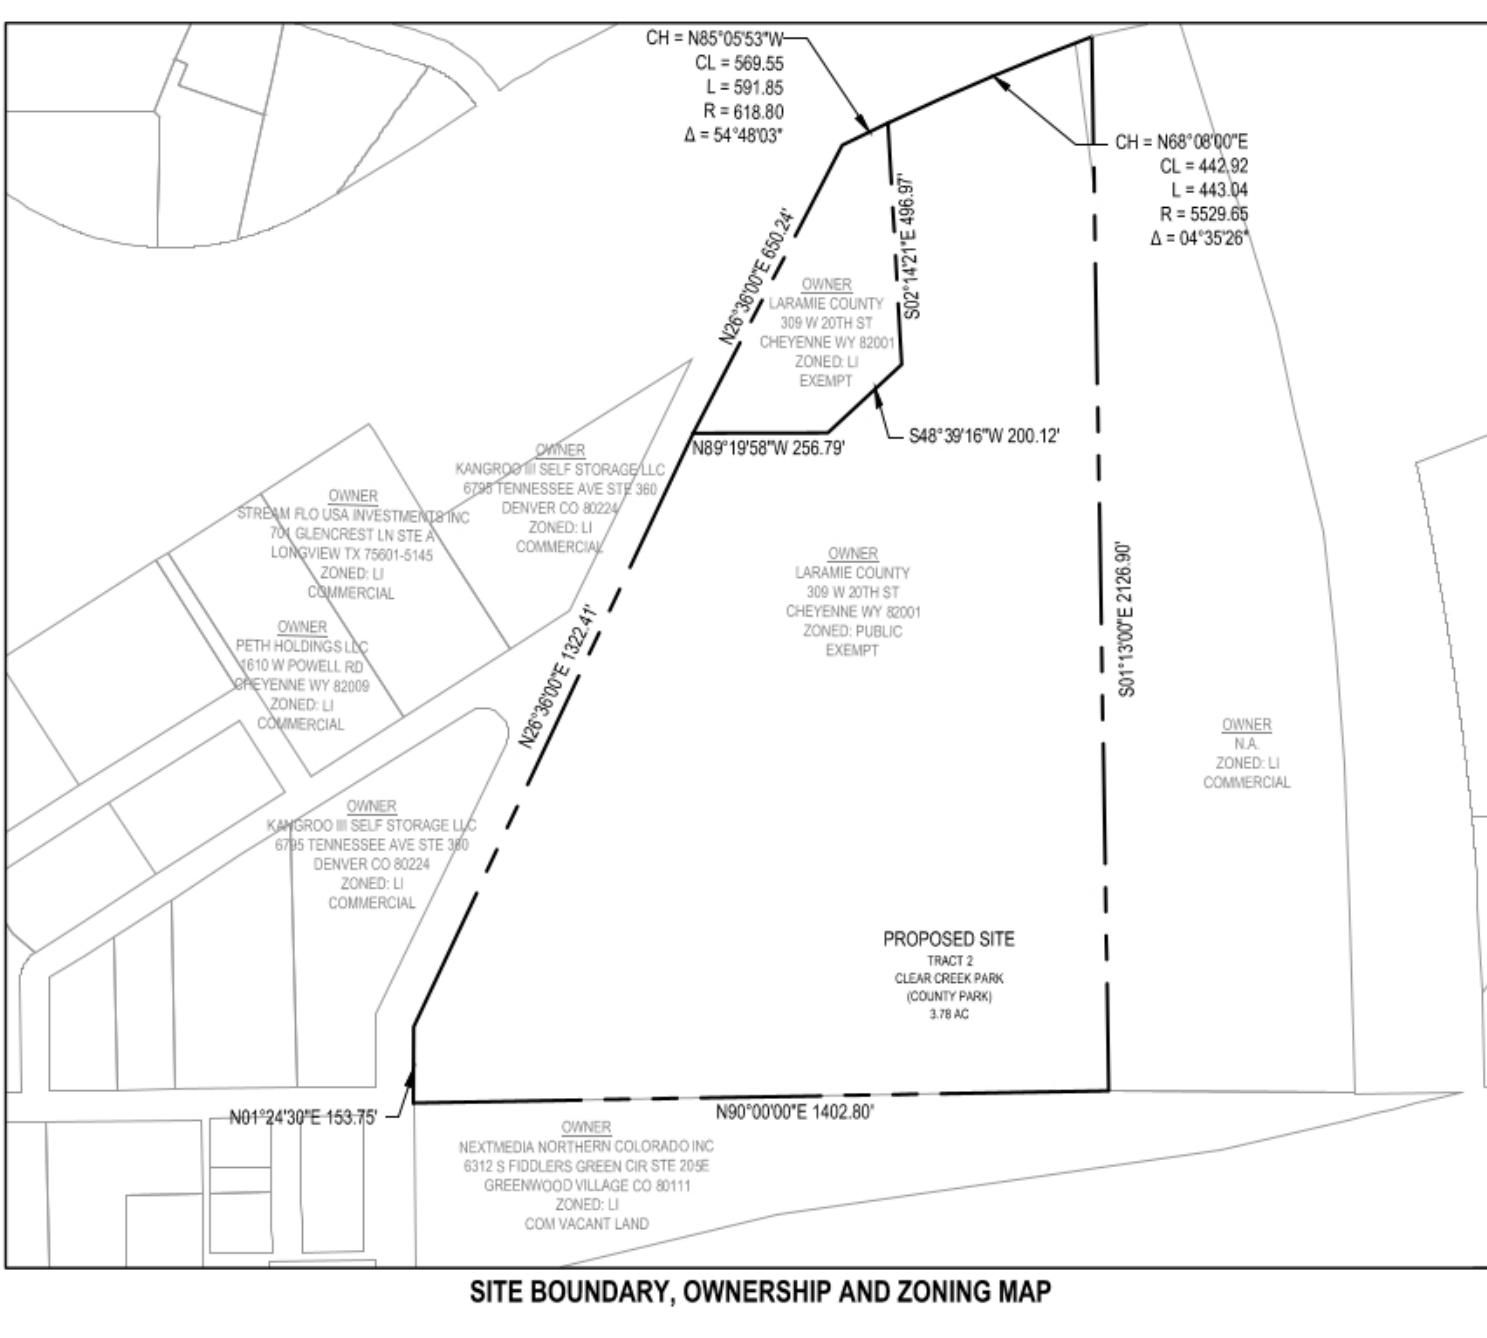 CH = N85°05'53"W
CL = 569.55
L = 591.85
R = 618.80
Δ = 54°48'03"
CH = N68°08'00"E
CL = 442.92
L = 443.04
R = 5529.65
Δ = 04°35'26"
N26°36'00"E 650.24'
S02°14'21"E 496.97'
OWNER
LARAMIE COUNTY
309 W 20TH ST
CHEYENNE WY 82001
ZONED: LI
EXEMPT
S48°39'16"W 200.12'
N89°19'58"W 256.79'
OWNER
KANGROO III SELF STORAGE LLC
6795 TENNESSEE AVE STE 360
DENVER CO 80224
ZONED: LI
COMMERCIAL
OWNER
STREAM FLO USA INVESTMENTS INC
701 GLENCREST LN STE A
LONGVIEW TX 75601-5145
ZONED: LI
COMMERCIAL
OWNER
LARAMIE COUNTY
309 W 20TH ST
CHEYENNE WY 82001
ZONED: PUBLIC
EXEMPT
S01°13'00"E 2126.90'
N26°36'00"E 1322.41'
OWNER
PETH HOLDINGS LLC
1610 W POWELL RD
CHEYENNE WY 82009
ZONED: LI
COMMERCIAL
OWNER
N.A.
ZONED: LI
COMMERCIAL
OWNER
KANGROO III SELF STORAGE LLC
6795 TENNESSEE AVE STE 360
DENVER CO 80224
ZONED: LI
COMMERCIAL
PROPOSED SITE
TRACT 2
CLEAR CREEK PARK
(COUNTY PARK)
3.78 AC
N01°24'30"E 153.75'
N90°00'00"E 1402.80'
OWNER
NEXTMEDIA NORTHERN COLORADO INC
6312 S FIDDLERS GREEN CIR STE 205E
GREENWOOD VILLAGE CO 80111
ZONED: LI
COM VACANT LAND
SITE BOUNDARY, OWNERSHIP AND ZONING MAP